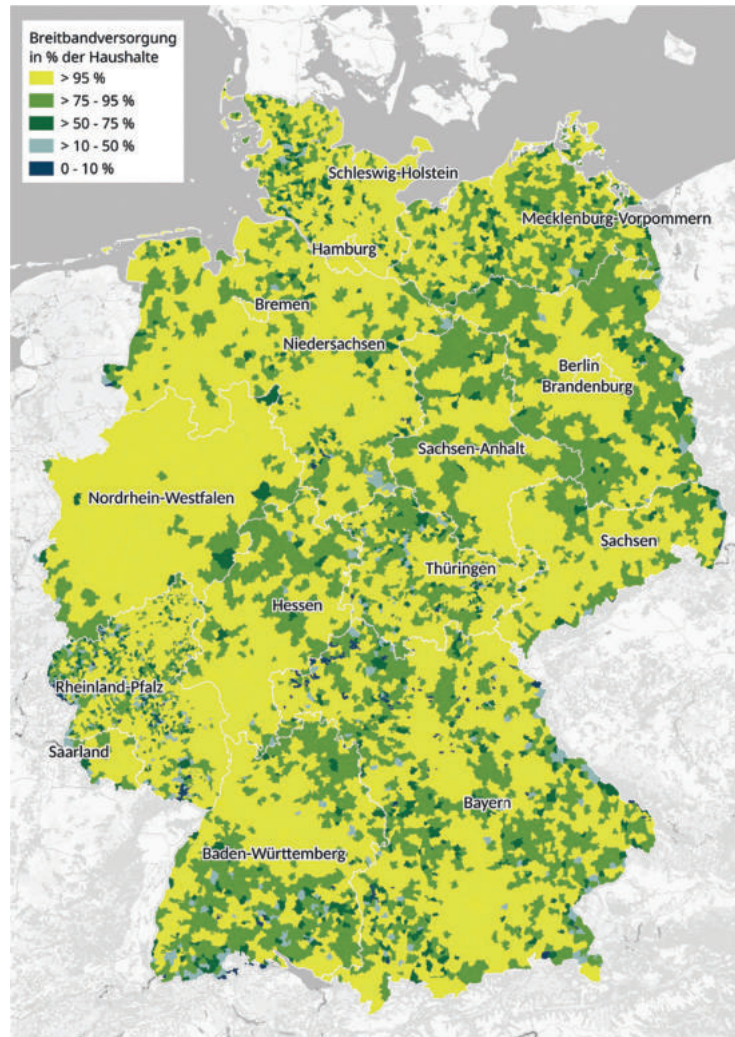 Breitbandversorgung
in % der Haushalte
> 95 %
> 75 - 95 %
> 50 - 75 %
> 10 - 50 %
0 - 10 %
Schleswig-Holstein
Mecklenburg-Vorpommern
Hamburg
Bremen
Niedersachsen
Berlin
Brandenburg
Sachsen-Anhalt
Nordrhein-Westfalen
Sachsen
Thüringen
Hessen
Rheinland-Pfalz
Saarland
Bayern
Baden-Württemberg